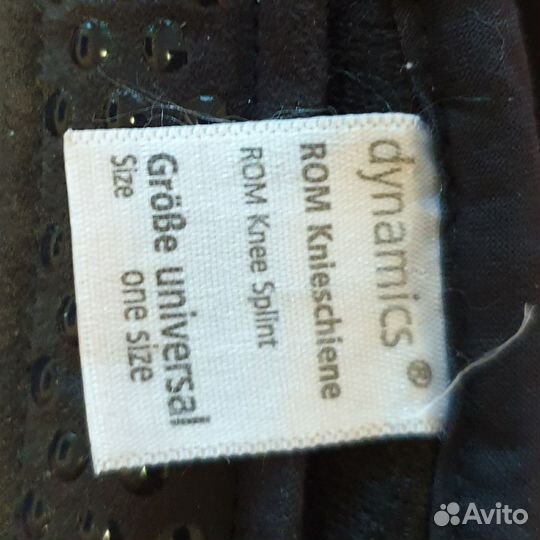 dynamics®
ROM Knieschiene
ROM Knee Splint
Größe universal
Size one size
Avito